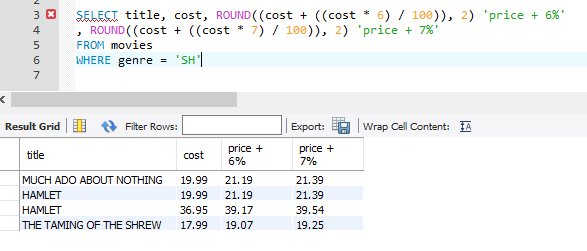 3 SELECT title, cost, ROUND((cost + ((cost * 6) / 100)), 2) 'price + 6%'
4 , ROUND((cost + ((cost * 7) / 100)), 2) 'price + 7%'
5 FROM movies
6 WHERE genre = 'SH'
7
Result Grid Filter Rows: Export: Wrap Cell Content: IA
title cost price + 6% price + 7%
MUCH ADO ABOUT NOTHING 19.99 21.19 21.39
HAMLET 19.99 21.19 21.39
HAMLET 36.95 39.17 39.54
THE TAMING OF THE SHREW 17.99 19.07 19.25